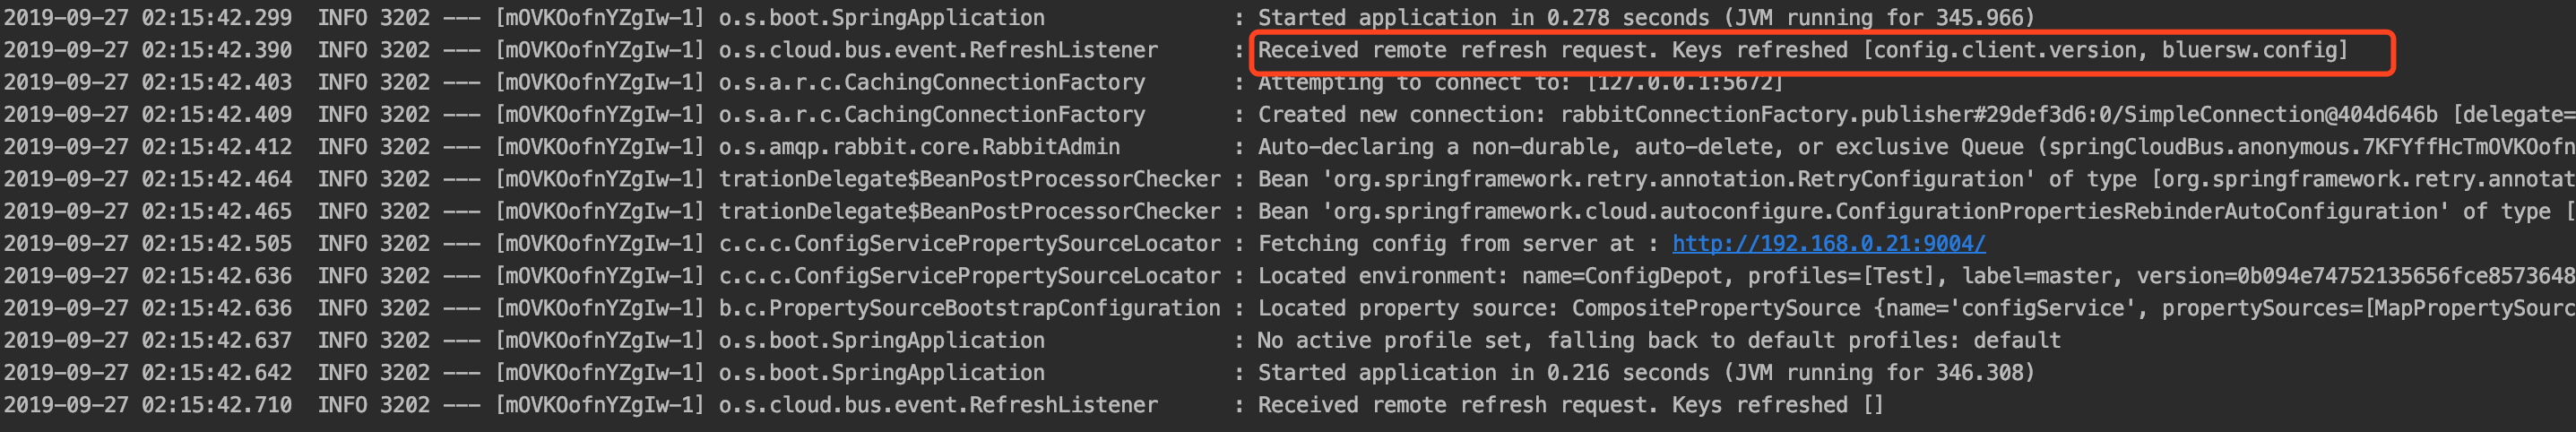 2019-09-27 02:15:42.299  INFO 3202 --- [mOVKOofnYZgIw-1] o.s.boot.SpringApplication               : Started application in 0.278 seconds (JVM running for 345.966)
2019-09-27 02:15:42.390  INFO 3202 --- [mOVKOofnYZgIw-1] o.s.cloud.bus.event.RefreshListener      : Received remote refresh request. Keys refreshed [config.client.version, bluersw.config]
2019-09-27 02:15:42.403  INFO 3202 --- [mOVKOofnYZgIw-1] o.s.a.r.c.CachingConnectionFactory       : Attempting to connect to: [127.0.0.1:5672]
2019-09-27 02:15:42.409  INFO 3202 --- [mOVKOofnYZgIw-1] o.s.a.r.c.CachingConnectionFactory       : Created new connection: rabbitConnectionFactory.publisher#29def3d6:0/SimpleConnection@404d646b [delegate=
2019-09-27 02:15:42.412  INFO 3202 --- [mOVKOofnYZgIw-1] o.s.amqp.rabbit.core.RabbitAdmin         : Auto-declaring a non-durable, auto-delete, or exclusive Queue (springCloudBus.anonymous.7KFYffHcTmOVKOofn
2019-09-27 02:15:42.464  INFO 3202 --- [mOVKOofnYZgIw-1] trationDelegate$BeanPostProcessorChecker : Bean 'org.springframework.retry.annotation.RetryConfiguration' of type [org.springframework.retry.annotat
2019-09-27 02:15:42.465  INFO 3202 --- [mOVKOofnYZgIw-1] trationDelegate$BeanPostProcessorChecker : Bean 'org.springframework.cloud.autoconfigure.ConfigurationPropertiesRebinderAutoConfiguration' of type [
2019-09-27 02:15:42.505  INFO 3202 --- [mOVKOofnYZgIw-1] c.c.c.ConfigServicePropertySourceLocator : Fetching config from server at : http://192.168.0.21:9004/
2019-09-27 02:15:42.636  INFO 3202 --- [mOVKOofnYZgIw-1] c.c.c.ConfigServicePropertySourceLocator : Located environment: name=ConfigDepot, profiles=[Test], label=master, version=0b094e74752135656fce8573648
2019-09-27 02:15:42.636  INFO 3202 --- [mOVKOofnYZgIw-1] b.c.PropertySourceBootstrapConfiguration : Located property source: CompositePropertySource {name='configService', propertySources=[MapPropertySourc
2019-09-27 02:15:42.637  INFO 3202 --- [mOVKOofnYZgIw-1] o.s.boot.SpringApplication               : No active profile set, falling back to default profiles: default
2019-09-27 02:15:42.642  INFO 3202 --- [mOVKOofnYZgIw-1] o.s.boot.SpringApplication               : Started application in 0.216 seconds (JVM running for 346.308)
2019-09-27 02:15:42.710  INFO 3202 --- [mOVKOofnYZgIw-1] o.s.cloud.bus.event.RefreshListener      : Received remote refresh request. Keys refreshed []